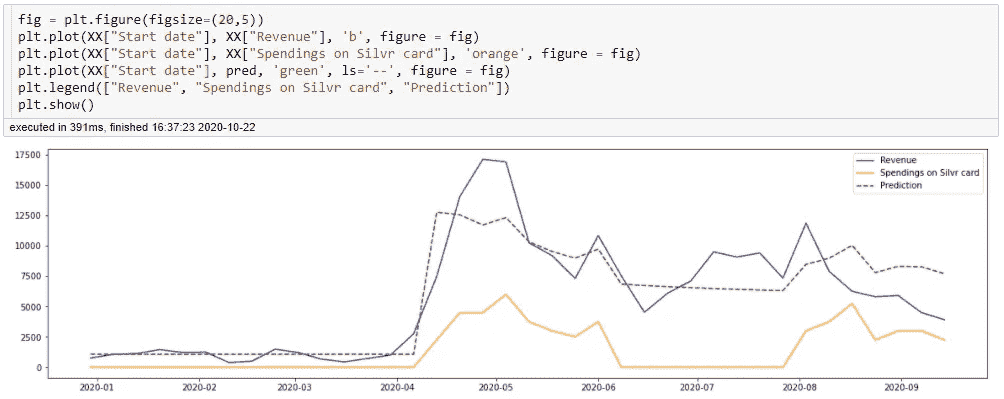 fig = plt.figure(figsize=(20,5))
plt.plot(XX["Start date"], XX["Revenue"], 'b', figure = fig)
plt.plot(XX["Start date"], XX["Spendings on Silvr card"], 'orange', figure = fig)
plt.plot(XX["Start date"], pred, 'green', ls='--', figure = fig)
plt.legend(["Revenue", "Spendings on Silvr card", "Prediction"])
plt.show()
executed in 391ms, finished 16:37:23 2020-10-22
17500
15000
12500
10000
7500
5000
2500
0
Revenue
Spendings on Silvr card
Prediction
2020-01
2020-02
2020-03
2020-04
2020-05
2020-06
2020-07
2020-08
2020-09